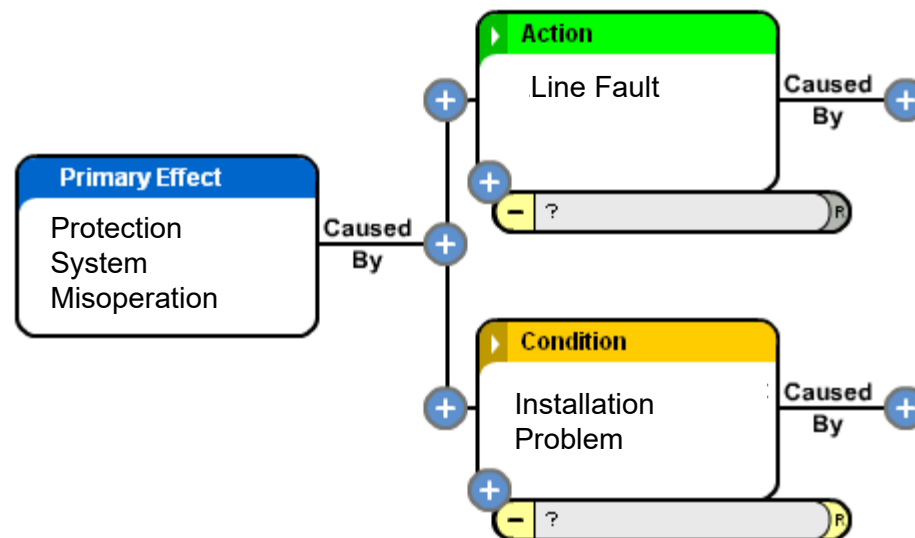 Action
Line Fault
Caused
By
? R
Primary Effect
Protection
System
Misoperation
Caused
By
Condition
Installation
Problem
Caused
By
? R